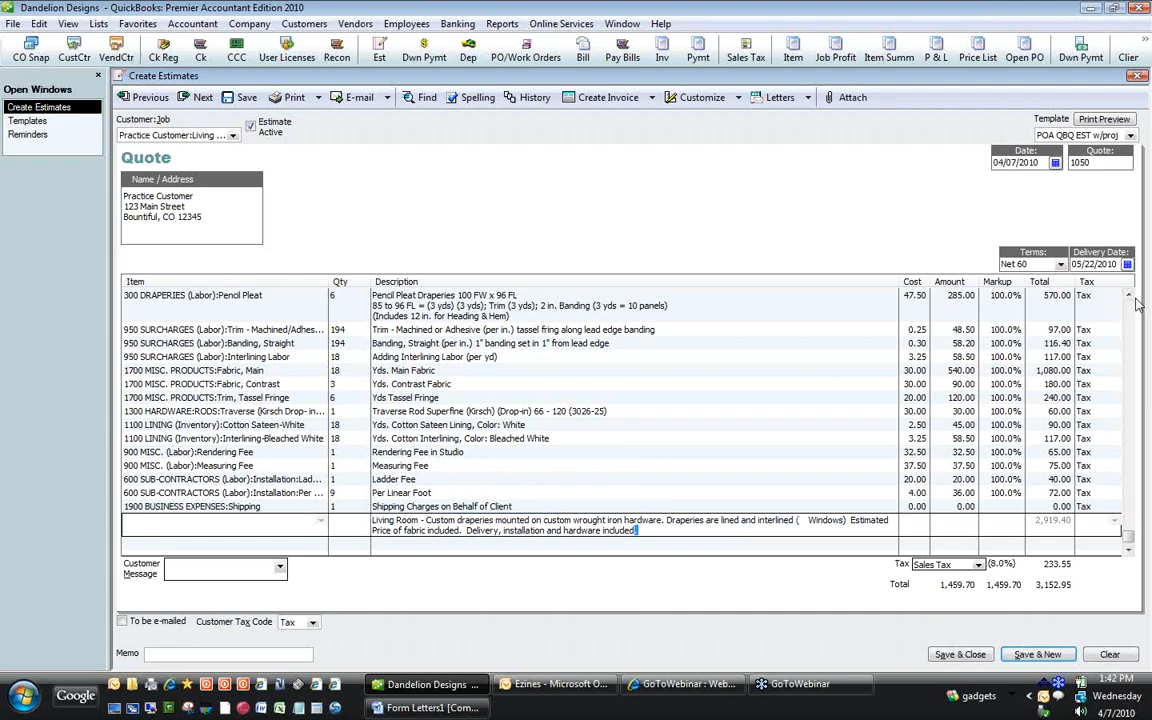 Dandelion Designs - QuickBooks: Premier Accountant Edition 2010
File Edit View Lists Favorites Accountant Company Customers Vendors Employees Banking Reports Online Services Window Help
CO Snap CustCtr VendCtr Ck Reg Ck CCC User Licenses Recon Est Dwn Pymt Dep PO/Work Orders Bill Pay Bills Inv Pymt Sales Tax Item Job Profit Item Summ P & L Price List Open PO Dwn Pymt Clier
Open Windows
Create Estimates
Templates
Reminders
Create Estimates
Previous Next Save Print E-mail Find Spelling History Create Invoice Customize Letters Attach
Customer:Job
Practice Customer:Living ...
Estimate
Active
Template Print Preview
POA QBQ EST w/proj
Quote
Date: Quote:
04/07/2010 1050
Name / Address
Practice Customer
123 Main Street
Bountiful, CO 12345
Terms: Delivery Date:
Net 60 05/22/2010
Item Qty Description Cost Amount Markup Total Tax
300 DRAPERIES (Labor):Pencil Pleat 6 Pencil Pleat Draperies 100 FW x 96 FL 47.50 285.00 100.0% 570.00 Tax
85 to 96 FL = (3 yds) (3 yds); Trim (3 yds); 2 in. Banding (3 yds = 10 panels)
(Includes 12 in. for Heading & Hem)
950 SURCHARGES (Labor):Trim - Machined/Adhes... 194 Trim - Machined or Adhesive (per in.) tassel fring along lead edge banding 0.25 48.50 100.0% 97.00 Tax
950 SURCHARGES (Labor):Banding, Straight 194 Banding, Straight (per in.) 1" banding set in 1" from lead edge 0.30 58.20 100.0% 116.40 Tax
950 SURCHARGES (Labor):Interlining Labor 18 Adding Interlining Labor (per yd) 3.25 58.50 100.0% 117.00 Tax
1700 MISC. PRODUCTS:Fabric, Main 18 Yds. Main Fabric 30.00 540.00 100.0% 1,080.00 Tax
1700 MISC. PRODUCTS:Fabric, Contrast 3 Yds. Contrast Fabric 30.00 90.00 100.0% 180.00 Tax
1700 MISC. PRODUCTS:Trim, Tassel Fringe 6 Yds Tassel Fringe 20.00 120.00 100.0% 240.00 Tax
1300 HARDWARE:RODS:Traverse (Kirsch Drop- in... 1 Traverse Rod Superfine (Kirsch) (Drop-in) 66 - 120 (3026-25) 30.00 30.00 100.0% 60.00 Tax
1100 LINING (Inventory):Cotton Sateen-White 18 Yds. Cotton Sateen Lining, Color: White 2.50 45.00 100.0% 90.00 Tax
1100 LINING (Inventory):Interlining-Bleached White 18 Yds. Cotton Interlining, Color: Bleached White 3.25 58.50 100.0% 117.00 Tax
900 MISC. (Labor):Rendering Fee 1 Rendering Fee in Studio 32.50 32.50 100.0% 65.00 Tax
900 MISC. (Labor):Measuring Fee 1 Measuring Fee 37.50 37.50 100.0% 75.00 Tax
600 SUB-CONTRACTORS (Labor):Installation:Lad... 1 Ladder Fee 20.00 20.00 100.0% 40.00 Tax
600 SUB-CONTRACTORS (Labor):Installation:Per ... 9 Per Linear Foot 4.00 36.00 100.0% 72.00 Tax
1900 BUSINESS EXPENSES:Shipping 1 Shipping Charges on Behalf of Client 0.00 0.00 0.00 Tax
Living Room - Custom draperies mounted on custom wrought iron hardware. Draperies are lined and interlined ( Windows) Estimated 2,919.40
Price of fabric included. Delivery, installation and hardware included.
Customer
Message
Tax Sales Tax (8.0%) 233.55
Total 1,459.70 1,459.70 3,152.95
To be e-mailed Customer Tax Code Tax
Memo
Save & Close Save & New Clear
Google Dandelion Designs ... Ezines - Microsoft O... GoToWebinar : Web... GoToWebinar gadgets
Form Letters1 [Com...
1:42 PM
Wednesday
4/7/2010